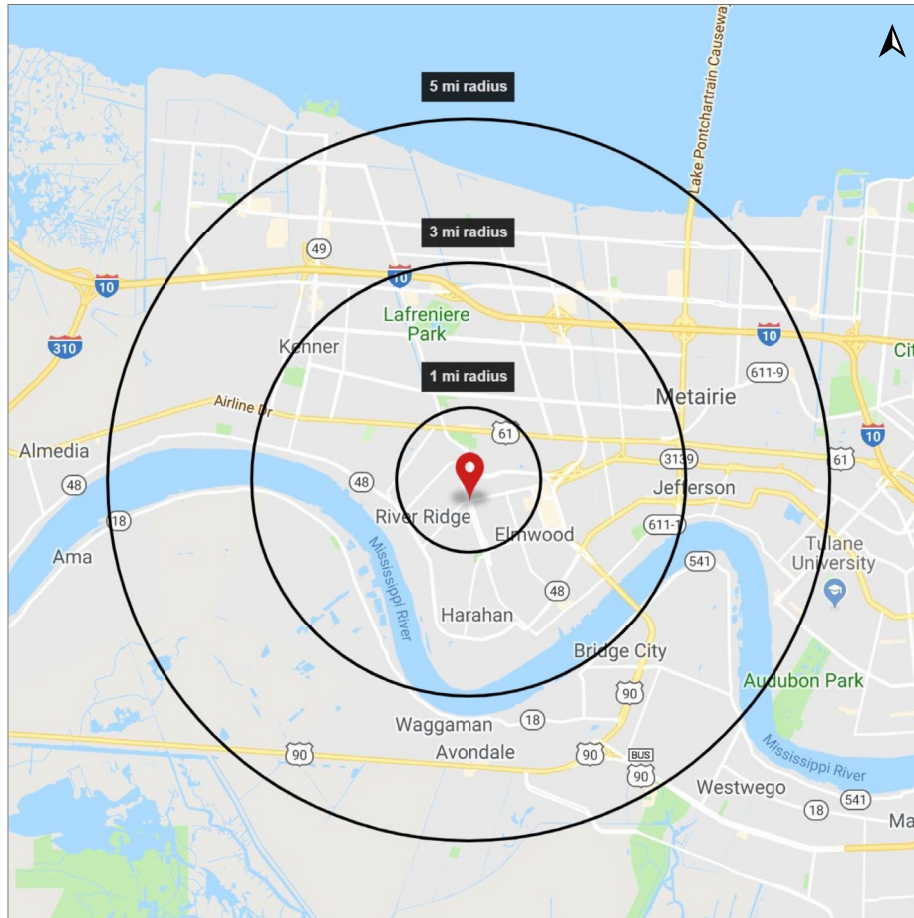 Lake Pontchartrain Causewa
5 mi radius
3 mi radius
49
10
10
10
310
Lafreniere
Park
Kenner
Cit
1 mi radius
611-9
Metairie
Airline Dr
61
10
Almedia
3139
61
48
48
Jefferson
River Ridge
18
Elmwood
611-1
Ama
Mississippi River
541
Tulane
University
48
Harahan
Bridge City
Audubon Park
90
Waggaman
18
Avondale
90
90
BUS
90
Mississippi River
Westwego
18
541
Ma